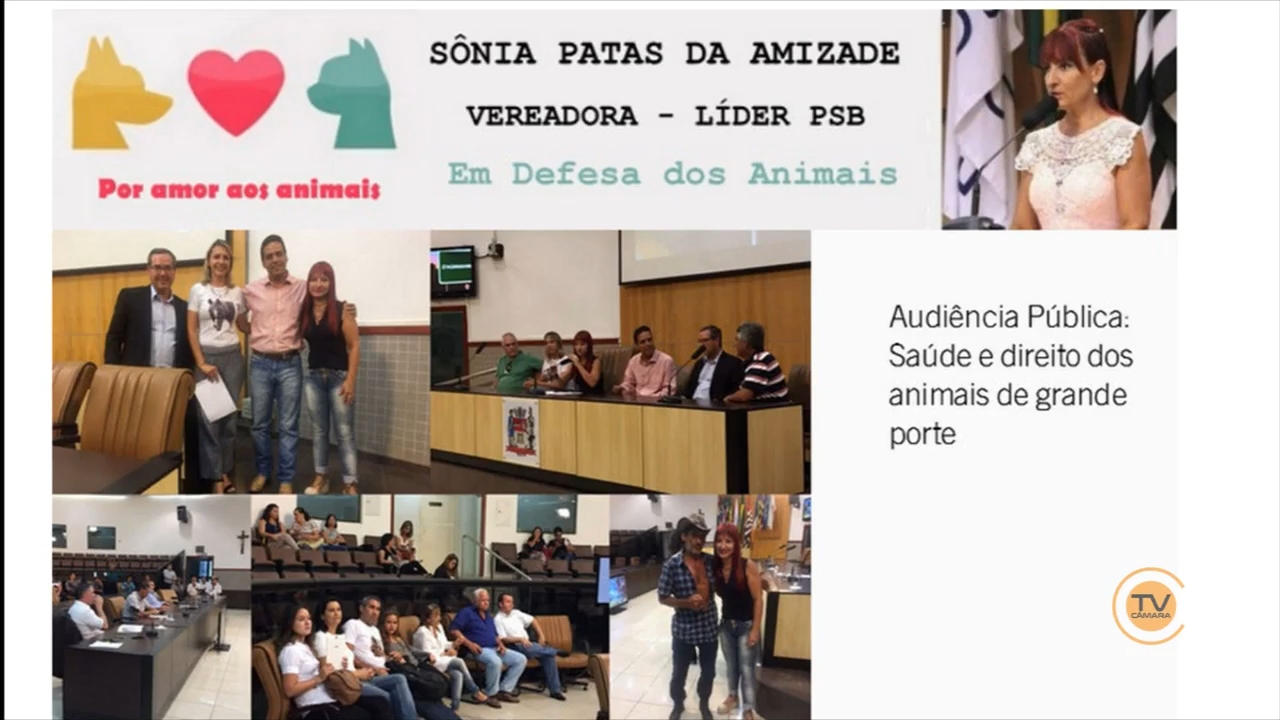 SÔNIA PATAS DA AMIZADE
VEREADORA - LÍDER PSB
Em Defesa dos Animais
Por amor aos animais
Audiência Pública:
Saúde e direito dos
animais de grande
porte
TV
CÂMARA